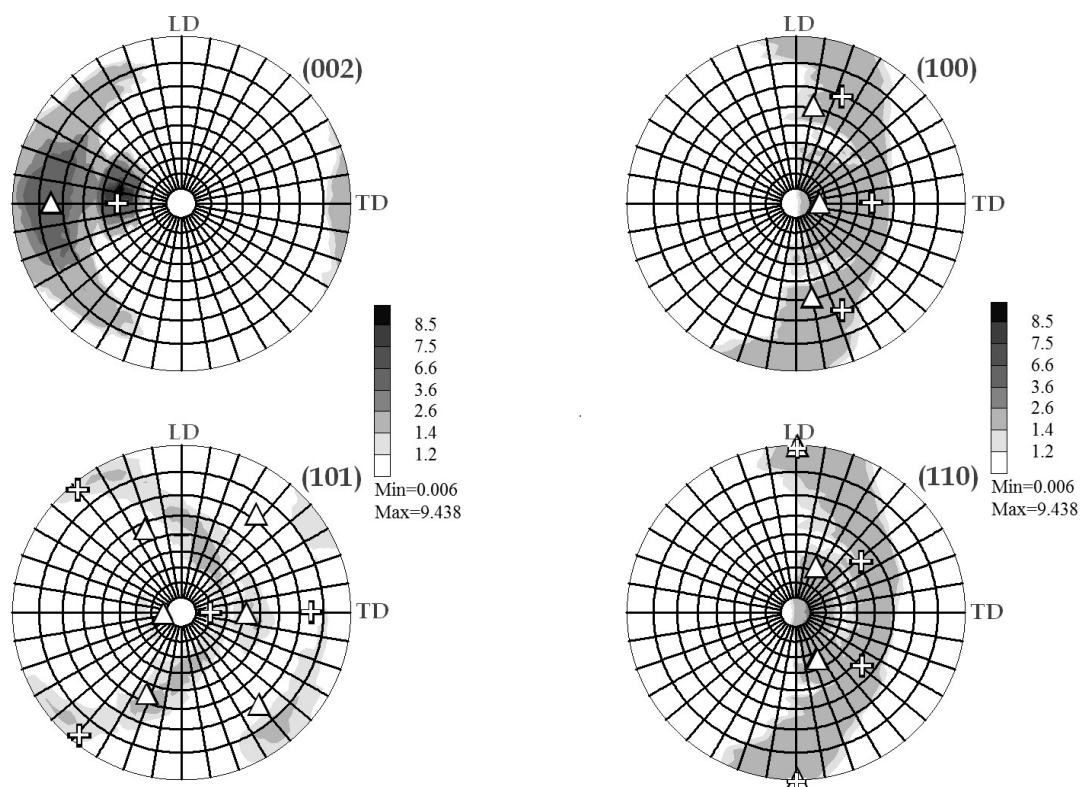 LD
(002)
TD
8.5
7.5
6.6
3.6
2.6
1.4
1.2
Min=0.006
Max=9.438
LD
(100)
TD
8.5
7.5
6.6
3.6
2.6
1.4
1.2
Min=0.006
Max=9.438
LD
(101)
TD
LD
(110)
TD